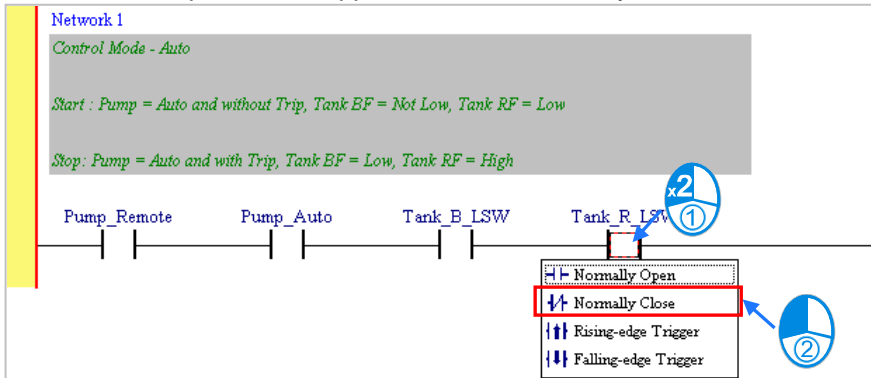 Network 1
Control Mode - Auto
Start : Pump = Auto and without Trip, Tank BF = Not Low, Tank RF = Low
Stop: Pump = Auto and with Trip, Tank BF = Low, Tank RF = High
Pump_Remote Pump_Auto Tank_B_LSW Tank_R_LSW
x2
①
Normally Open
Normally Close
Rising-edge Trigger
Falling-edge Trigger
②